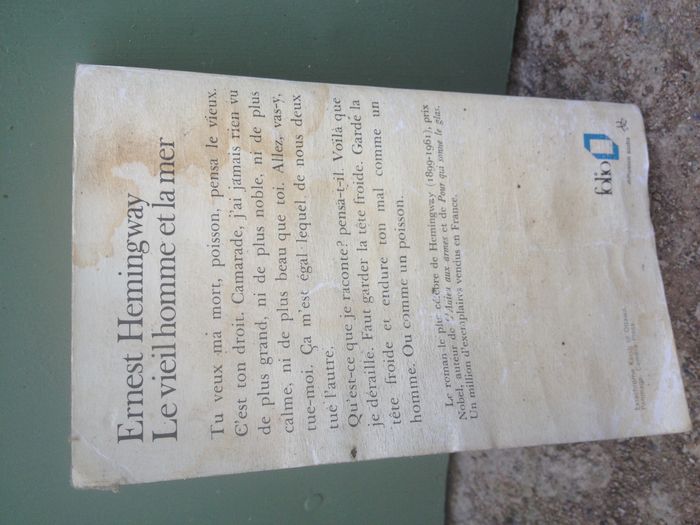 Ernest Hemingway
Le vieil homme et la mer
Tu veux ma mort, poisson, pensa le vieux.
C'est ton droit. Camarade, j'ai jamais rien vu
de plus grand, ni de plus noble, ni de plus
calme, ni de plus beau que toi. Allez, vas-y,
tue-moi. Ça m'est égal lequel de nous deux
tue l'autre.
Qu'est-ce que je raconte? pensa-t-il. Voilà que
je déraille. Faut garder la tête froide. Garde la
tête froide et endure ton mal comme un
homme. Ou comme un poisson.
Le roman le plus célèbre de Hemingway (1899-1961), prix
Nobel, auteur de l'Adieu aux armes et de Pour qui sonne le glas.
Un million d'exemplaires vendus en France.
folio